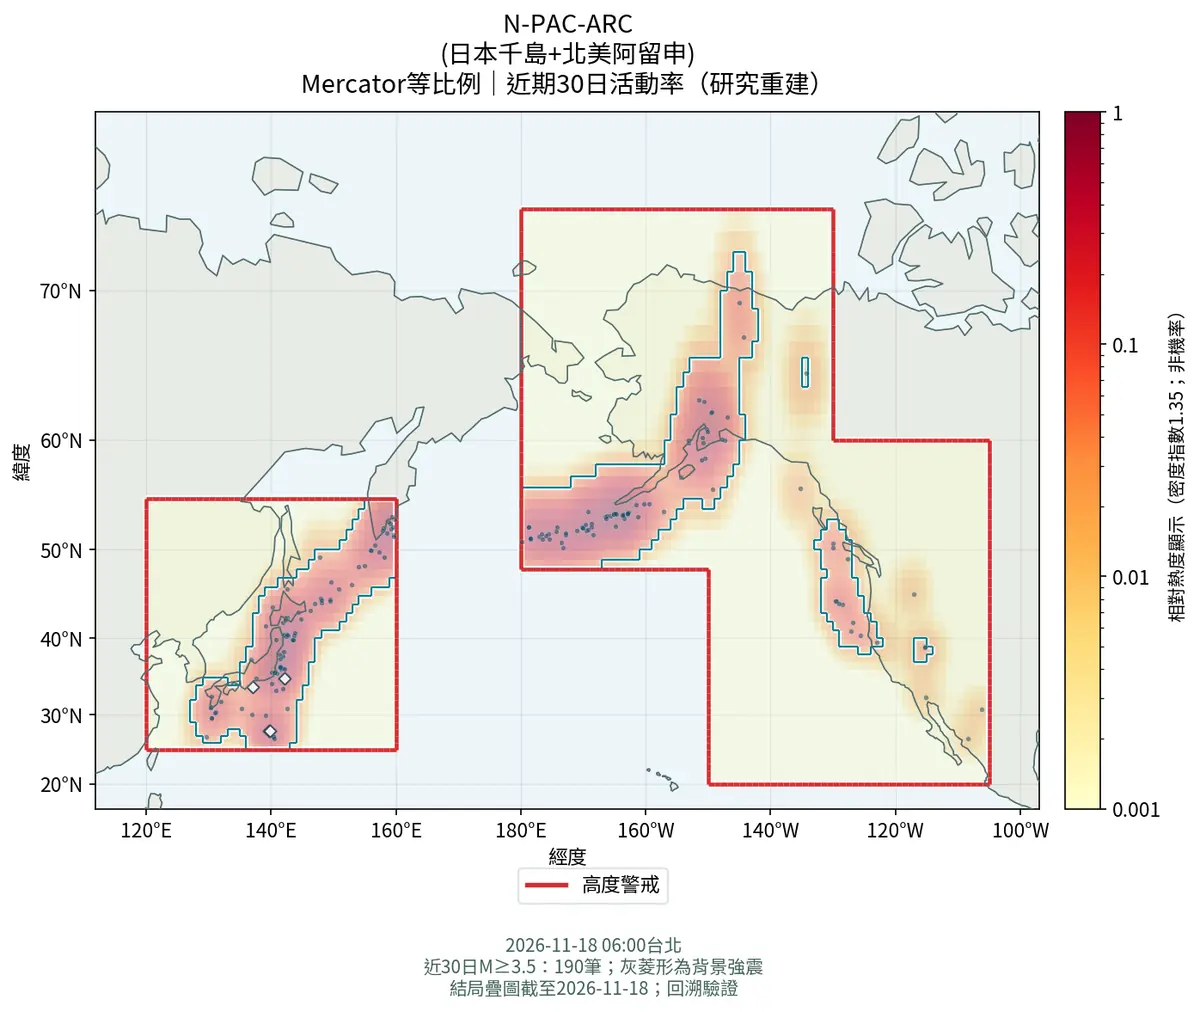 N-PAC-ARC
(日本千島+北美阿留申)
Mercator等比例｜近期30日活動率（研究重建）
70°N
60°N
50°N
40°N
30°N
20°N
緯度
120°E
140°E
160°E
180°E
160°W
140°W
120°W
100°W
經度
1
0.1
0.01
0.001
相對熱度顯示（密度指數1.35；非機率）
高度警戒
2026-11-18 06:00台北
近30日M≥3.5：190筆；灰菱形為背景強震
結局疊圖截至2026-11-18；回溯驗證